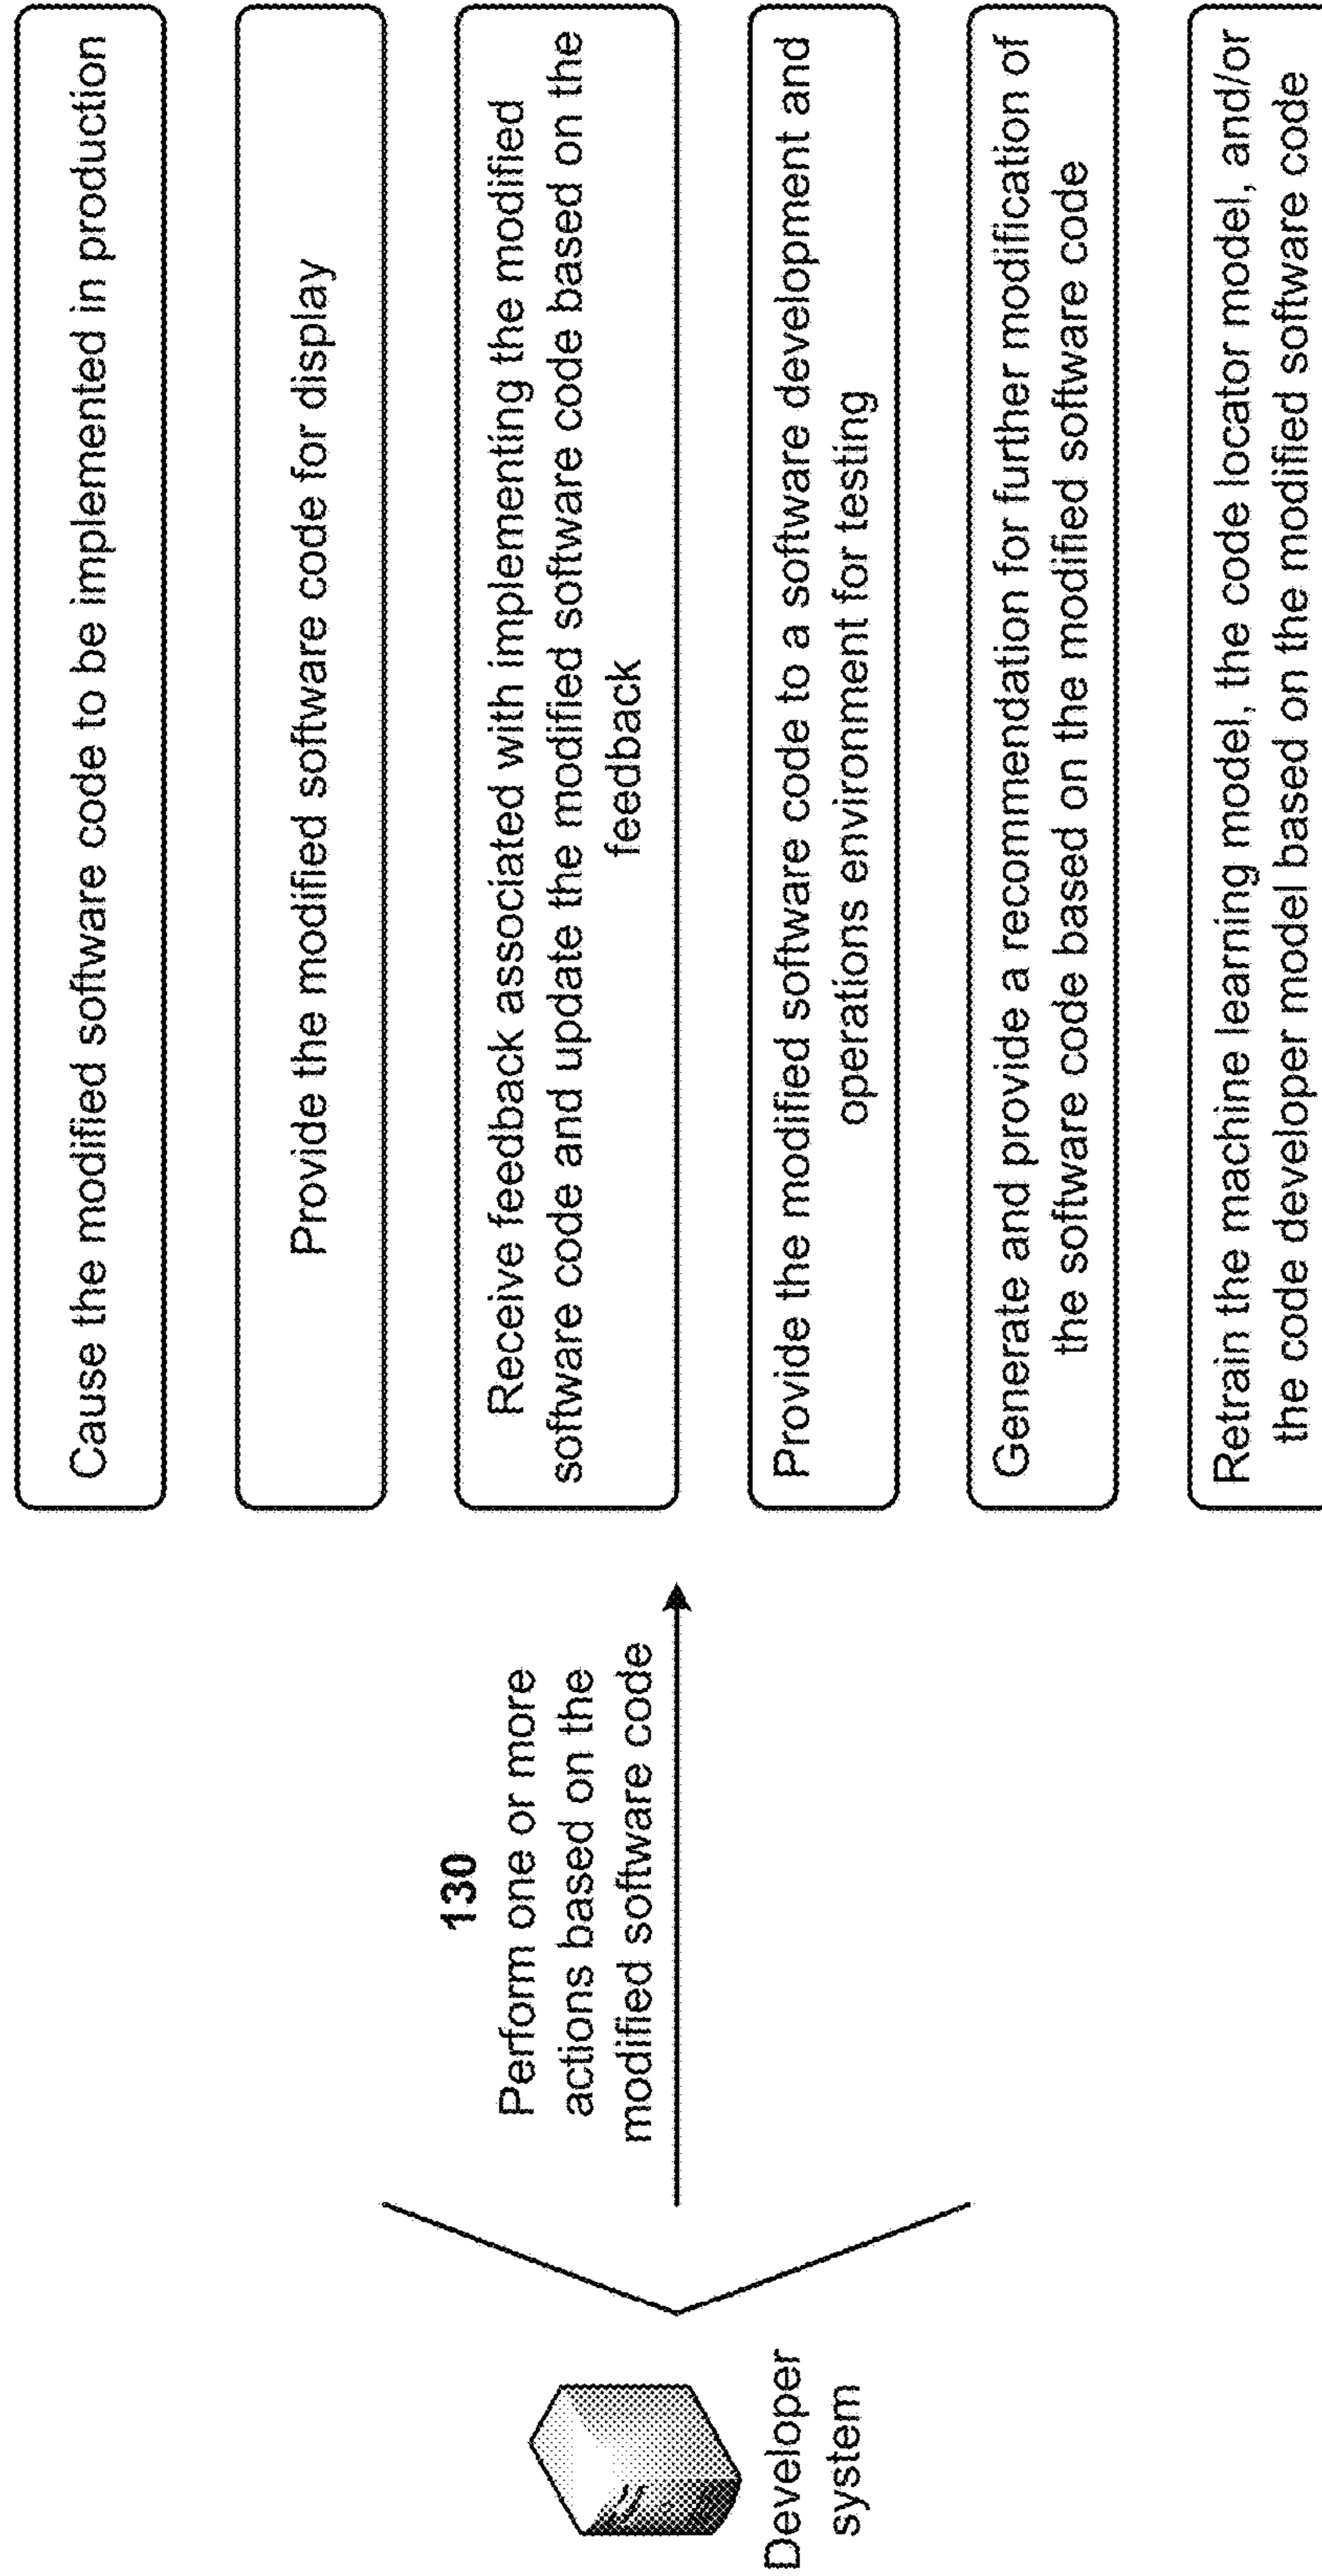 130
Perform one or more
actions based on the
modified software code
Developer
system
Cause the modified software code to be implemented in production
Provide the modified software code for display
Receive feedback associated with implementing the modified
software code and update the modified software code based on the
feedback
Provide the modified software code to a software development and
operations environment for testing
Generate and provide a recommendation for further modification of
the software code based on the modified software code
Retrain the machine learning model, the code locator model, and/or
the code developer model based on the modified software code